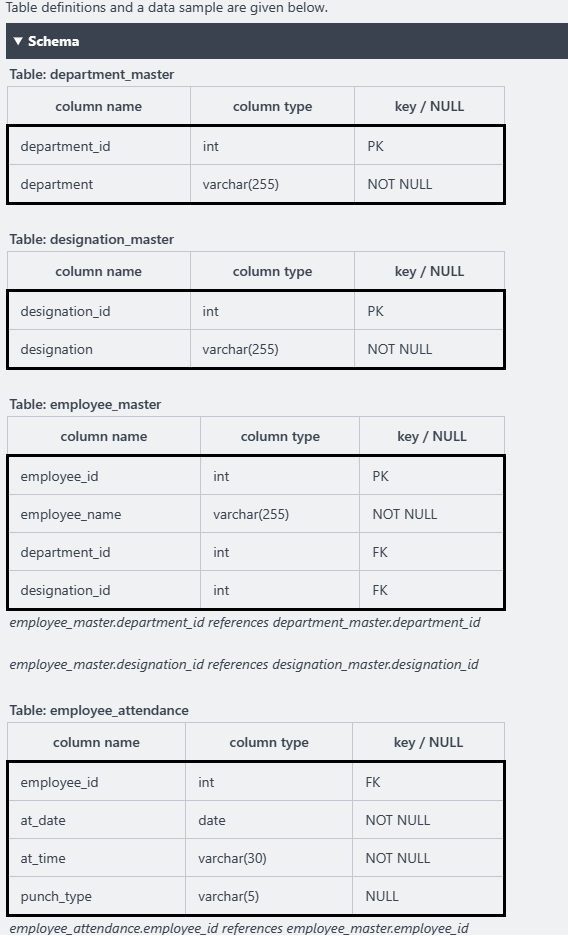 Table definitions and a data sample are given below.
▼ Schema
Table: department_master
column name column type key / NULL
department_id int PK
department varchar(255) NOT NULL
Table: designation_master
column name column type key / NULL
designation_id int PK
designation varchar(255) NOT NULL
Table: employee_master
column name column type key / NULL
employee_id int PK
employee_name varchar(255) NOT NULL
department_id int FK
designation_id int FK
employee_master.department_id references department_master.department_id
employee_master.designation_id references designation_master.designation_id
Table: employee_attendance
column name column type key / NULL
employee_id int FK
at_date date NOT NULL
at_time varchar(30) NOT NULL
punch_type varchar(5) NULL
employee_attendance.employee_id references employee_master.employee_id